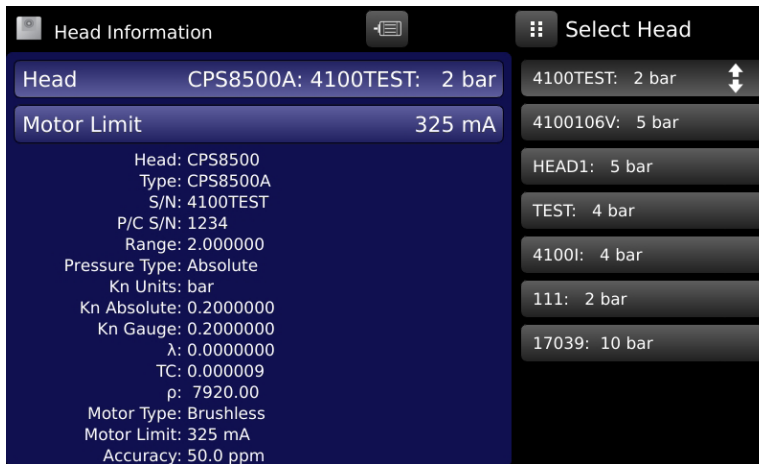 Head Information
Select Head
Head CPS8500A: 4100TEST: 2 bar
Motor Limit 325 mA
Head: CPS8500
Type: CPS8500A
S/N: 4100TEST
P/C S/N: 1234
Range: 2.000000
Pressure Type: Absolute
Kn Units: bar
Kn Absolute: 0.2000000
Kn Gauge: 0.2000000
λ: 0.0000000
TC: 0.000009
ρ: 7920.00
Motor Type: Brushless
Motor Limit: 325 mA
Accuracy: 50.0 ppm
4100TEST: 2 bar
4100106V: 5 bar
HEAD1: 5 bar
TEST: 4 bar
4100I: 4 bar
111: 2 bar
17039: 10 bar